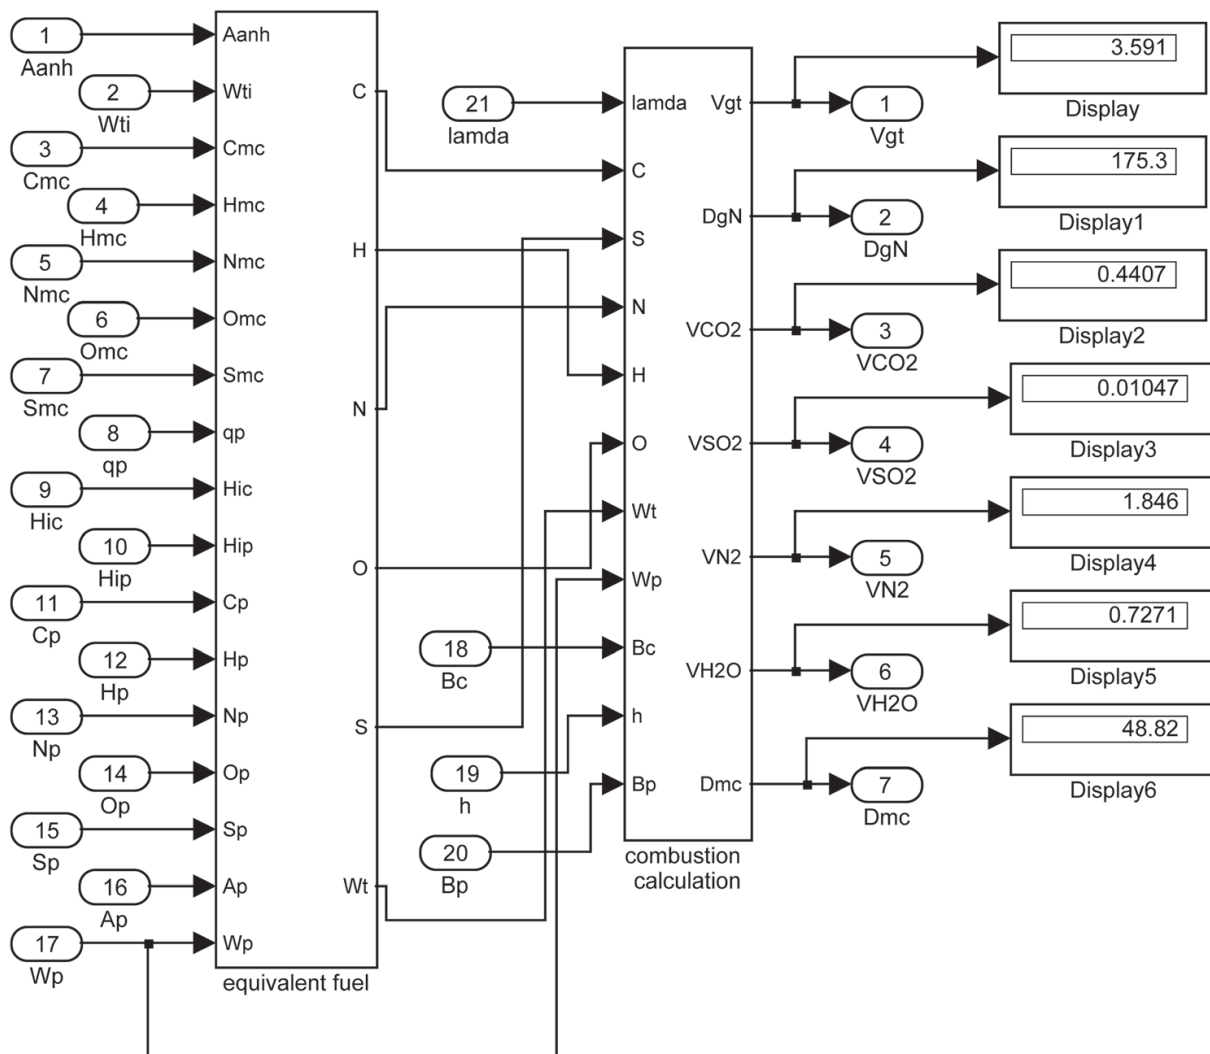 1
Aanh
2
Wti
3
Cmc
4
Hmc
5
Nmc
6
Omc
7
Smc
8
qp
9
Hic
10
Hip
11
Cp
12
Hp
13
Np
14
Op
15
Sp
16
Ap
17
Wp
Aanh
Wti
Cmc
Hmc
Nmc
Omc
Smc
qp
Hic
Hip
Cp
Hp
Np
Op
Sp
Ap
Wp
C
H
N
O
S
Wt
equivalent fuel
21
lamda
18
Bc
19
h
20
Bp
lamda
C
S
N
H
O
Wt
Wp
Bc
h
Bp
Vgt
DgN
VCO2
VSO2
VN2
VH2O
Dmc
combustion
calculation
1
Vgt
2
DgN
3
VCO2
4
VSO2
5
VN2
6
VH2O
7
Dmc
3.591
Display
175.3
Display1
0.4407
Display2
0.01047
Display3
1.846
Display4
0.7271
Display5
48.82
Display6